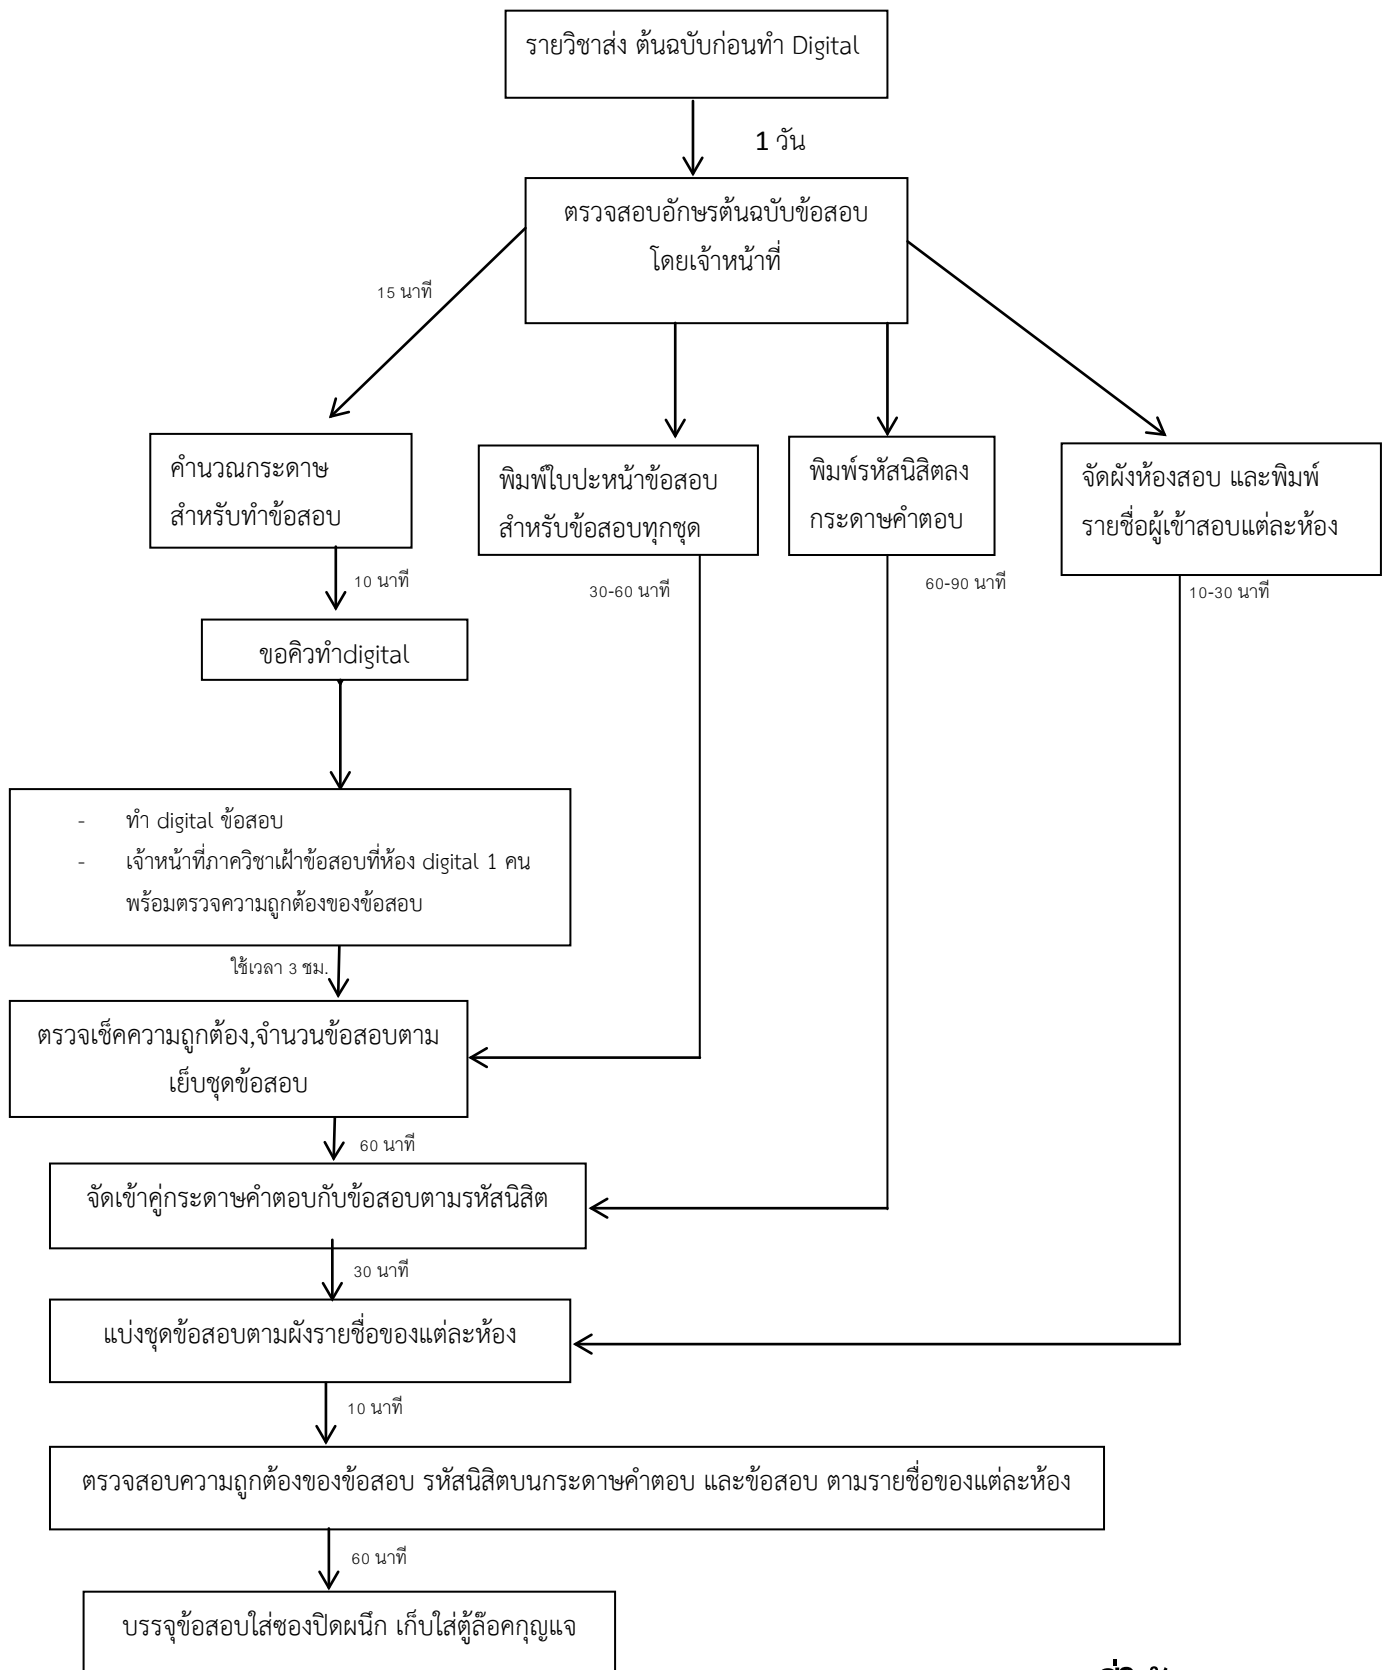 รายวิชาส่ง ต้นฉบับก่อนทำ Digital
1 วัน
ตรวจสอบอักษรต้นฉบับข้อสอบ
โดยเจ้าหน้าที่
15 นาที
คำนวณกระดาษ
สำหรับทำข้อสอบ
พิมพ์ใบปะหน้าข้อสอบ
สำหรับข้อสอบทุกชุด
พิมพ์รหัสนิสิตลง
กระดาษคำตอบ
จัดผังห้องสอบ และพิมพ์
รายชื่อผู้เข้าสอบแต่ละห้อง
10 นาที
30-60 นาที
60-90 นาที
10-30 นาที
ขอคิวทำdigital
- ทำ digital ข้อสอบ
- เจ้าหน้าที่ภาควิชาเฝ้าข้อสอบที่ห้อง digital 1 คน
พร้อมตรวจความถูกต้องของข้อสอบ
ใช้เวลา 3 ชม.
ตรวจเช็คความถูกต้อง,จำนวนข้อสอบตาม
เย็บชุดข้อสอบ
60 นาที
จัดเข้าคู่กระดาษคำตอบกับข้อสอบตามรหัสนิสิต
30 นาที
แบ่งชุดข้อสอบตามผังรายชื่อของแต่ละห้อง
10 นาที
ตรวจสอบความถูกต้องของข้อสอบ รหัสนิสิตบนกระดาษคำตอบ และข้อสอบ ตามรายชื่อของแต่ละห้อง
60 นาที
บรรจุข้อสอบใส่ซองปิดผนึก เก็บใส่ตู้ล๊อคกุญแจ